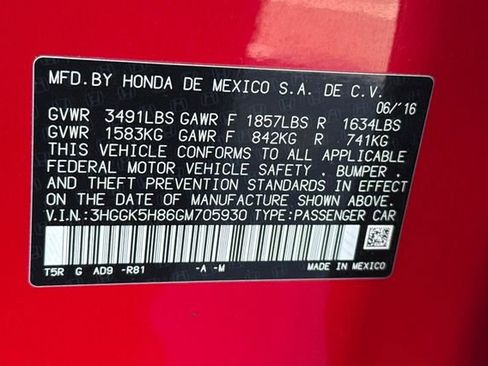 MFD.BY HONDA DE MEXICO S.A. DE C.V.
06/'16
GVWR 3491LBS GAWR F 1857LBS R 1634LBS
GVWR 1583KG GAWR F 842KG R 741KG
THIS VEHICLE CONFORMS TO ALL APPLICABLE
FEDERAL MOTOR VEHICLE SAFETY . BUMPER .
AND THEFT PREVENTION STANDARDS IN EFFECT
ON THE DATE OF MANUFACTURE SHOWN ABOVE.
V.I.N.:3HGGK5H86GM705930 TYPE:PASSENGER CAR
T5R G AD9 -R81 -A -M MADE IN MEXICO